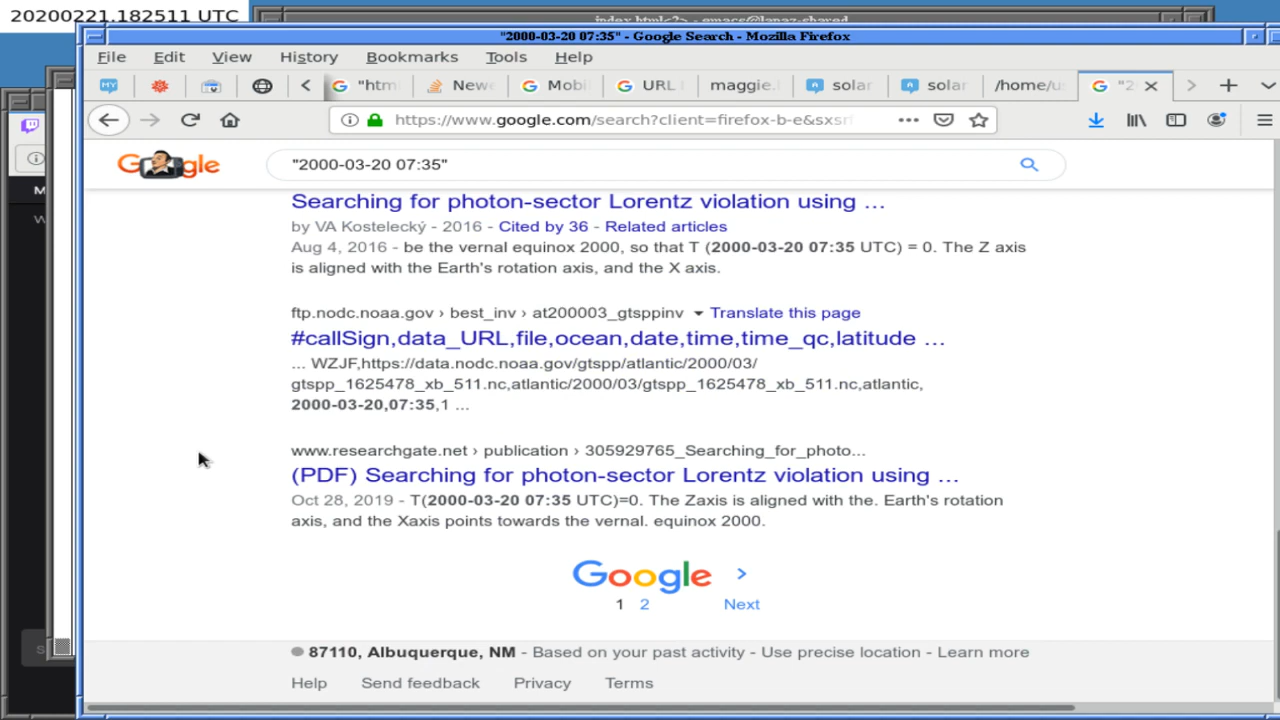 20200221.182511 UTC
index.html<2> - emacs@lapaz-shared
"2000-03-20 07:35" - Google Search - Mozilla Firefox
File Edit View History Bookmarks Tools Help
"htm New Mobi URL maggie. solar solar /home/u "2
https://www.google.com/search?client=firefox-b-e&sxsr
Google "2000-03-20 07:35"
M
W
Searching for photon-sector Lorentz violation using ...
by VA Kostelecký - 2016 - Cited by 36 - Related articles
Aug 4, 2016 - be the vernal equinox 2000, so that T (2000-03-20 07:35 UTC) = 0. The Z axis
is aligned with the Earth's rotation axis, and the X axis.
ftp.nodc.noaa.gov › best_inv › at200003_gtsppinv Translate this page
#callSign,data_URL,file,ocean,date,time,time_qc,latitude ...
... WZJF,https://data.nodc.noaa.gov/gtspp/atlantic/2000/03/
gtspp_1625478_xb_511.nc,atlantic/2000/03/gtspp_1625478_xb_511.nc,atlantic,
2000-03-20,07:35,1 ...
www.researchgate.net › publication › 305929765_Searching_for_photo...
(PDF) Searching for photon-sector Lorentz violation using ...
Oct 28, 2019 - T(2000-03-20 07:35 UTC)=0. The Zaxis is aligned with the. Earth's rotation
axis, and the Xaxis points towards the vernal. equinox 2000.
Google >
1 2 Next
87110, Albuquerque, NM - Based on your past activity - Use precise location - Learn more
Help Send feedback Privacy Terms